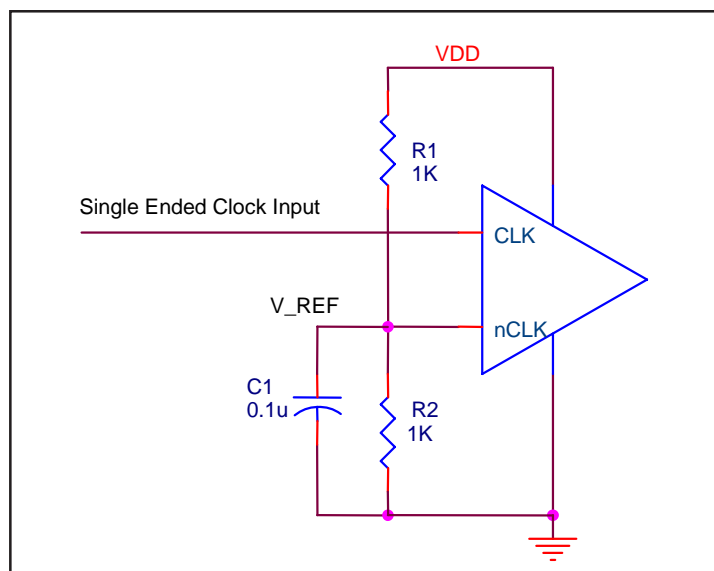 VDD
R1
1K
Single Ended Clock Input
CLK
V_REF
nCLK
C1
0.1u
R2
1K